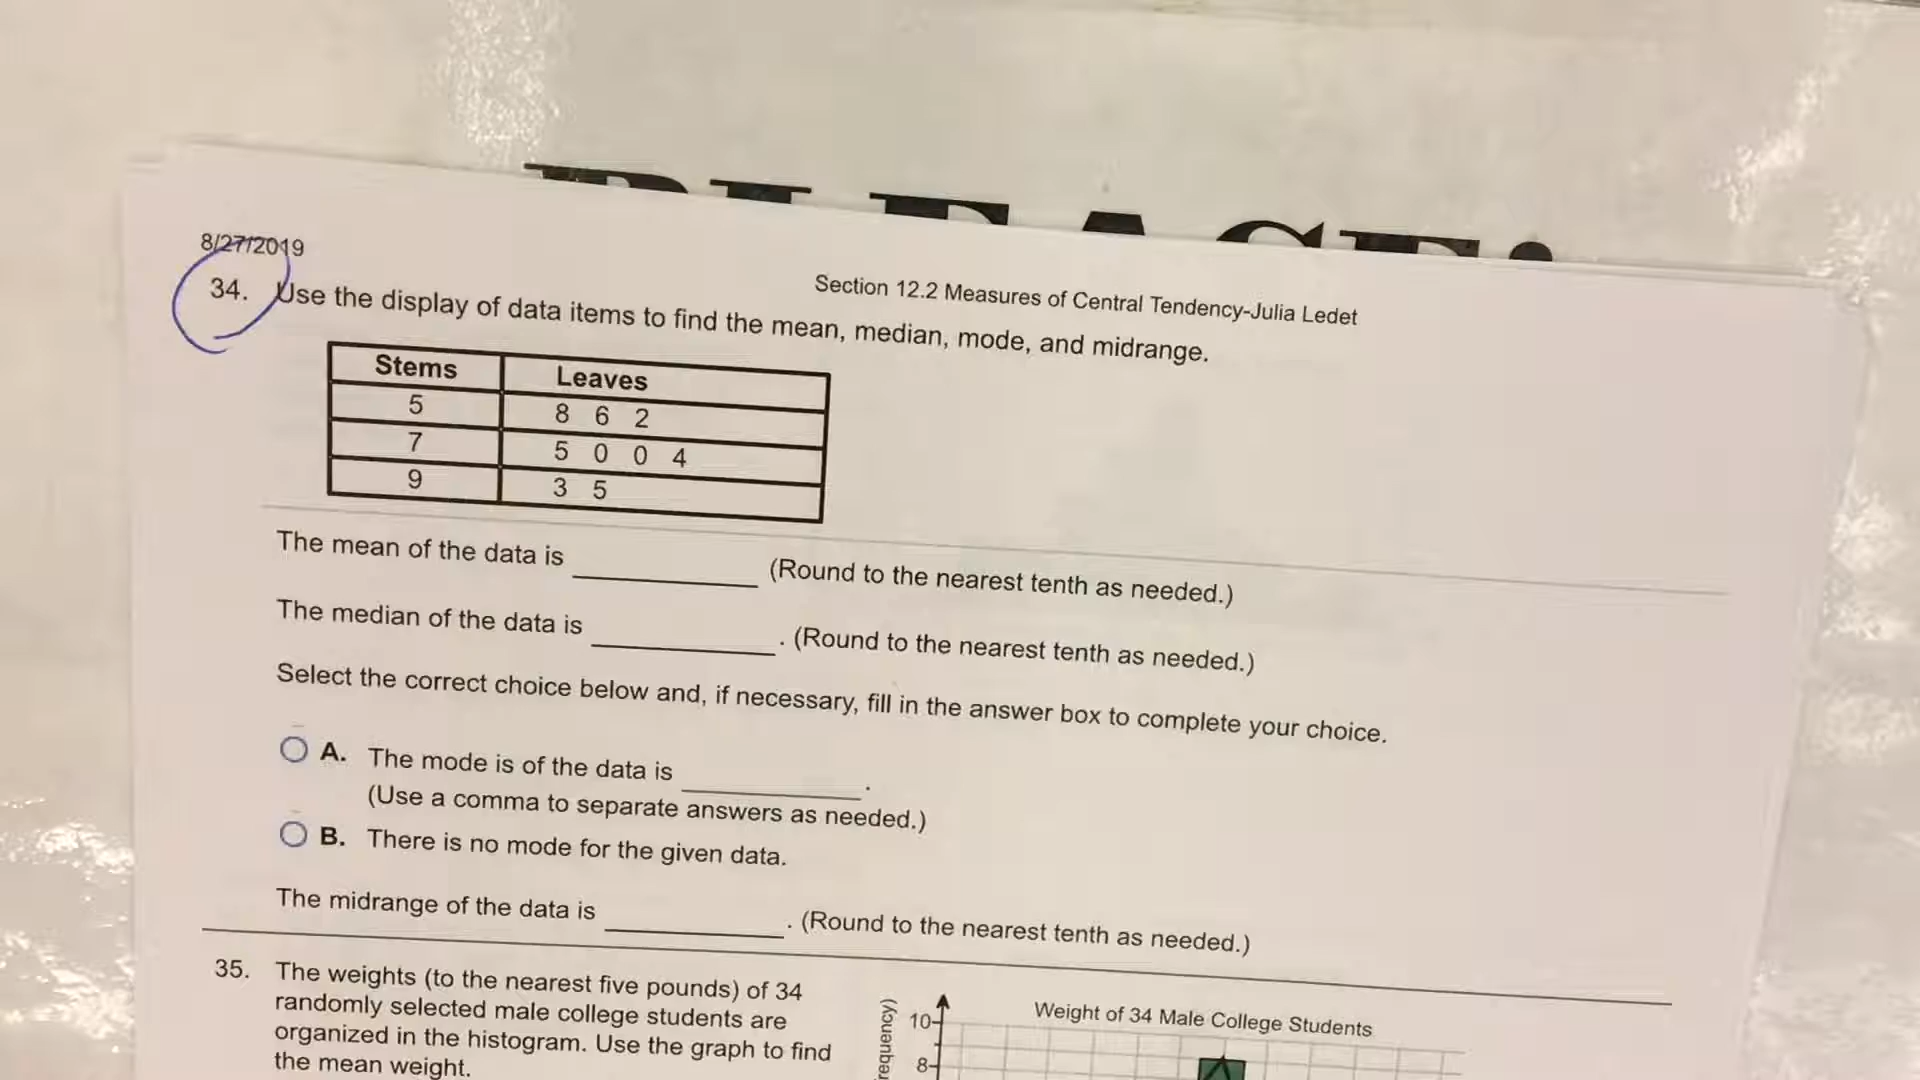 8/27/2019
Section 12.2 Measures of Central Tendency-Julia Ledet
34. Use the display of data items to find the mean, median, mode, and midrange.
Stems Leaves
5 8 6 2
7 5 0 0 4
9 3 5
The mean of the data is ________ (Round to the nearest tenth as needed.)
The median of the data is ________. (Round to the nearest tenth as needed.)
Select the correct choice below and, if necessary, fill in the answer box to complete your choice.
A. The mode is of the data is ________.
(Use a comma to separate answers as needed.)
B. There is no mode for the given data.
The midrange of the data is ________. (Round to the nearest tenth as needed.)
35. The weights (to the nearest five pounds) of 34
randomly selected male college students are
organized in the histogram. Use the graph to find
the mean weight.
Weight of 34 Male College Students
10
8